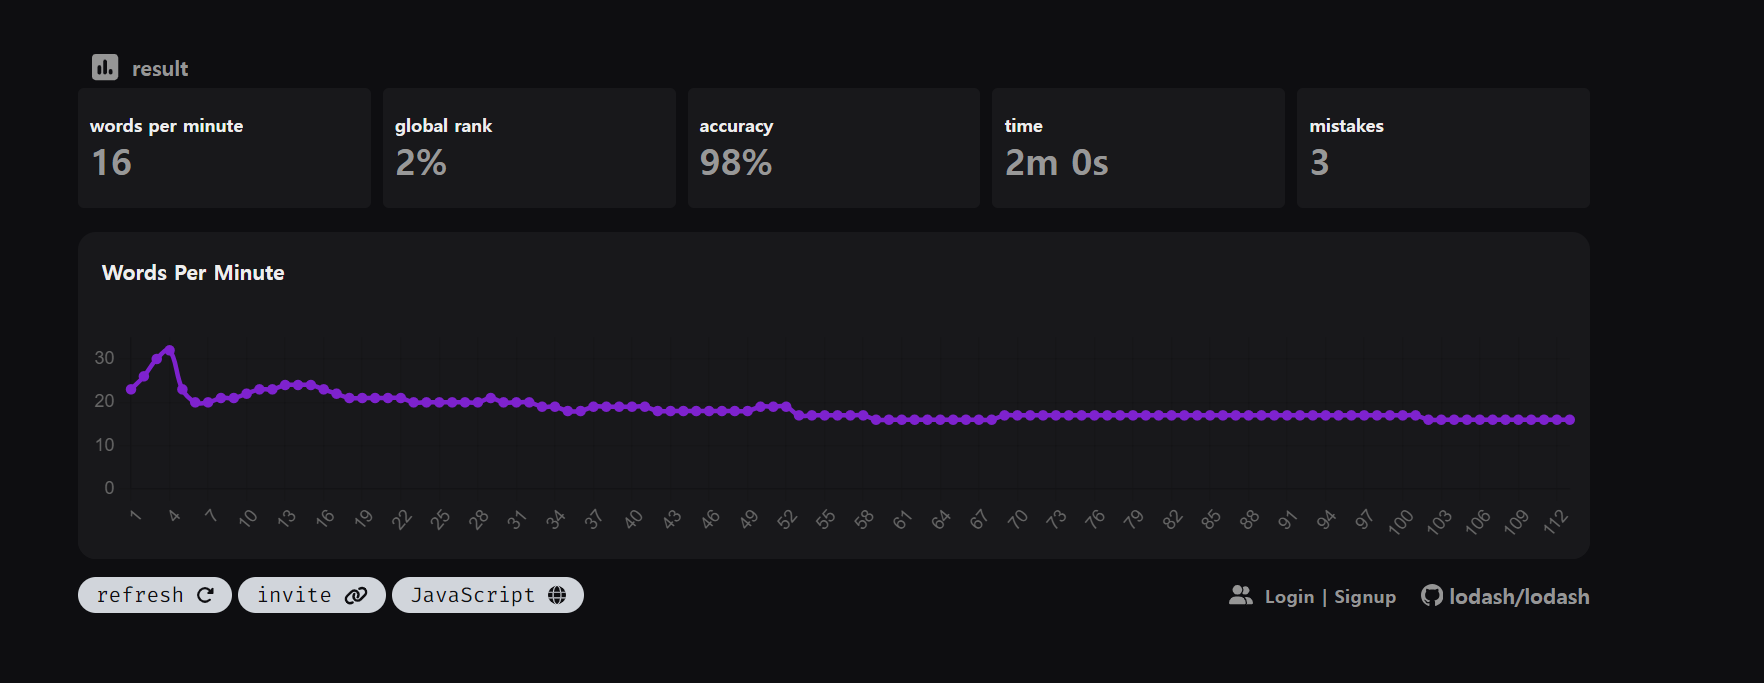 result
words per minute
16
global rank
2%
accuracy
98%
time
2m 0s
mistakes
3
Words Per Minute
30
20
10
0
1 4 7 10 13 16 19 22 25 28 31 34 37 40 43 46 49 52 55 58 61 64 67 70 73 76 79 82 85 88 91 94 97 100 103 106 109 112
refresh invite JavaScript Login | Signup lodash/lodash